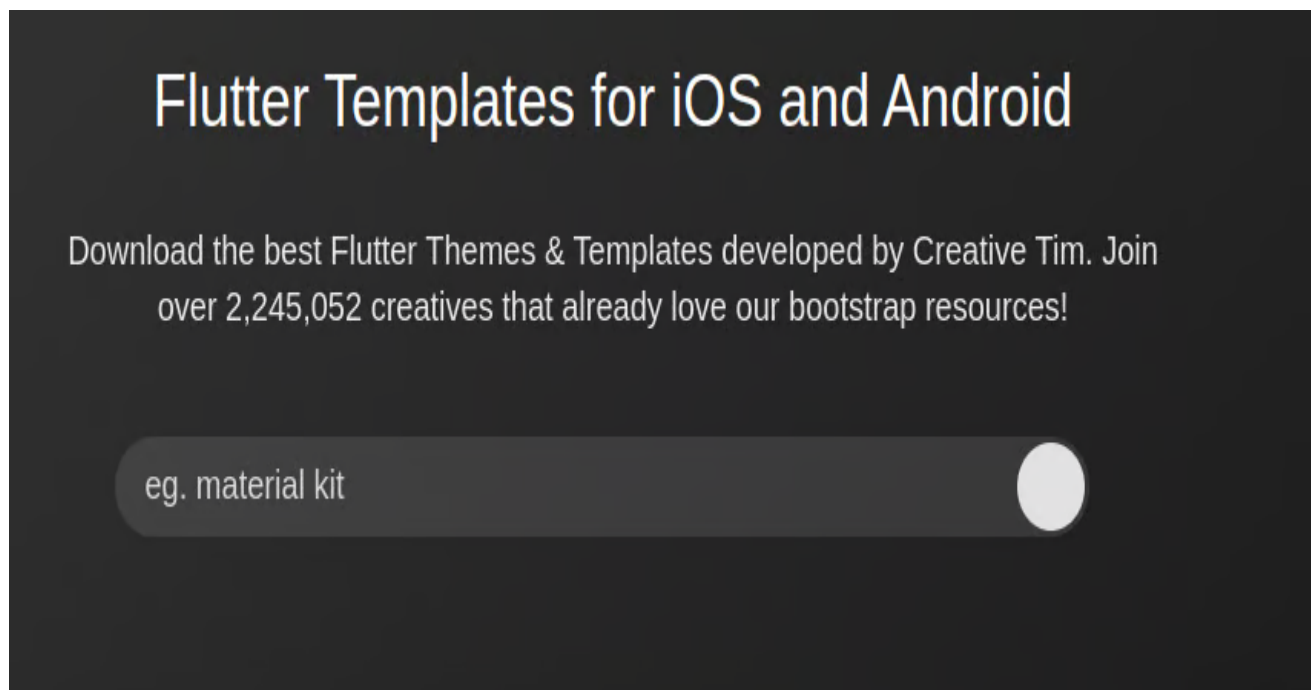 Flutter Templates for iOS and Android
Download the best Flutter Themes & Templates developed by Creative Tim. Join
over 2,245,052 creatives that already love our bootstrap resources!
eg. material kit